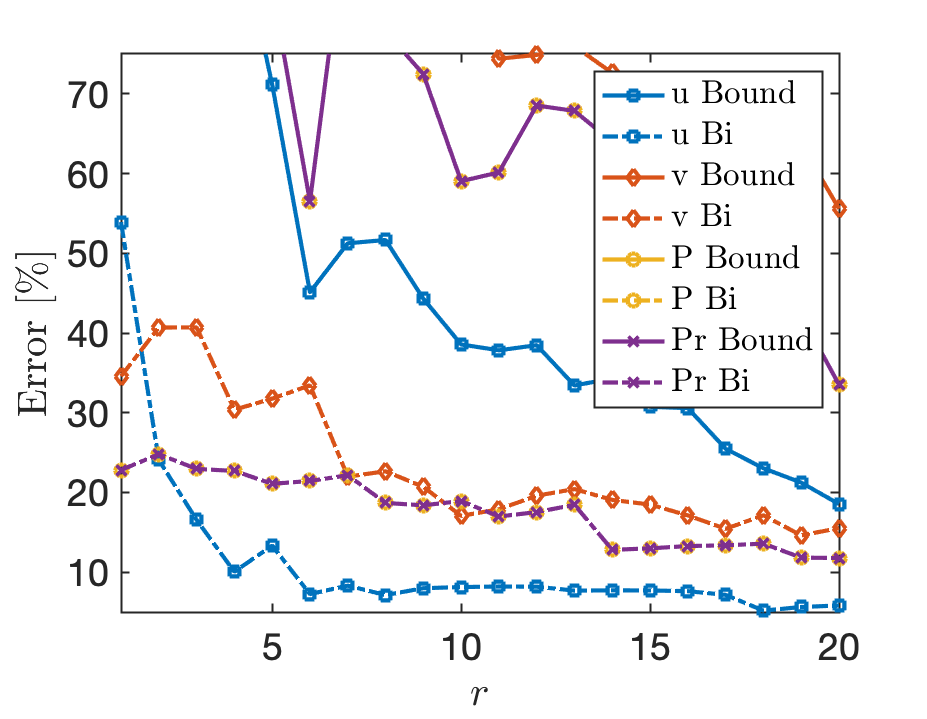 70
60
50
40
30
20
10
Error [%]
5 10 15 20
r
u Bound
u Bi
v Bound
v Bi
P Bound
P Bi
Pr Bound
Pr Bi